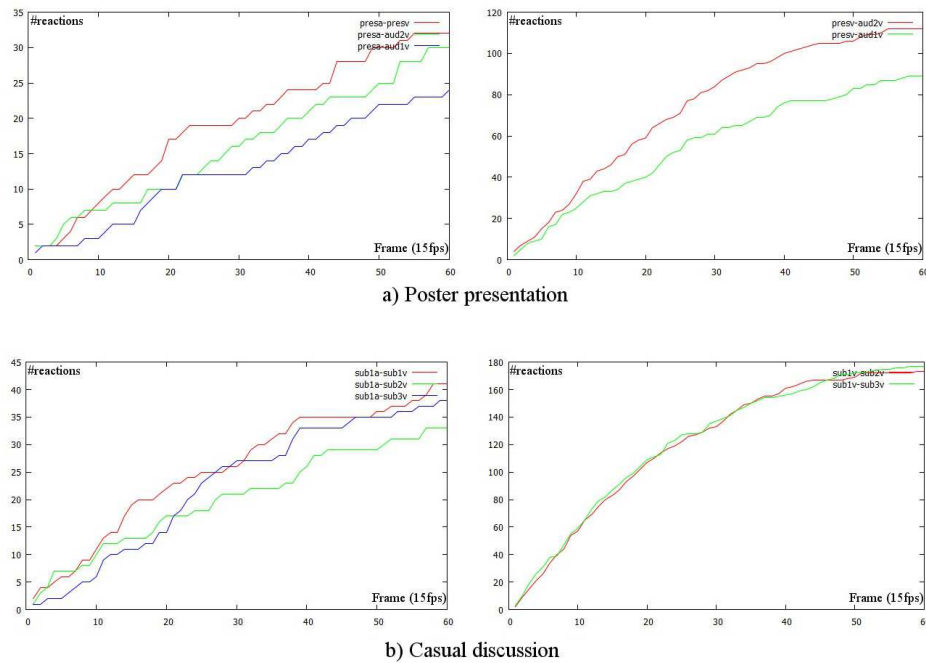 #reactions
presa-presv
presa-aud2v
presa-aud1v
35
30
25
20
15
10
5
0
0 10 20 30 40 50 60
Frame (15fps)
#reactions
presv-aud2v
presv-aud1v
120
100
80
60
40
20
0
0 10 20 30 40 50 60
Frame (15fps)
a) Poster presentation
#reactions
sub1a-sub1v
sub1a-sub2v
sub1a-sub3v
45
40
35
30
25
20
15
10
5
0
0 10 20 30 40 50 60
Frame (15fps)
#reactions
sub1v-sub2v
sub1v-sub3v
180
160
140
120
100
80
60
40
20
0
0 10 20 30 40 50 60
Frame (15fps)
b) Casual discussion